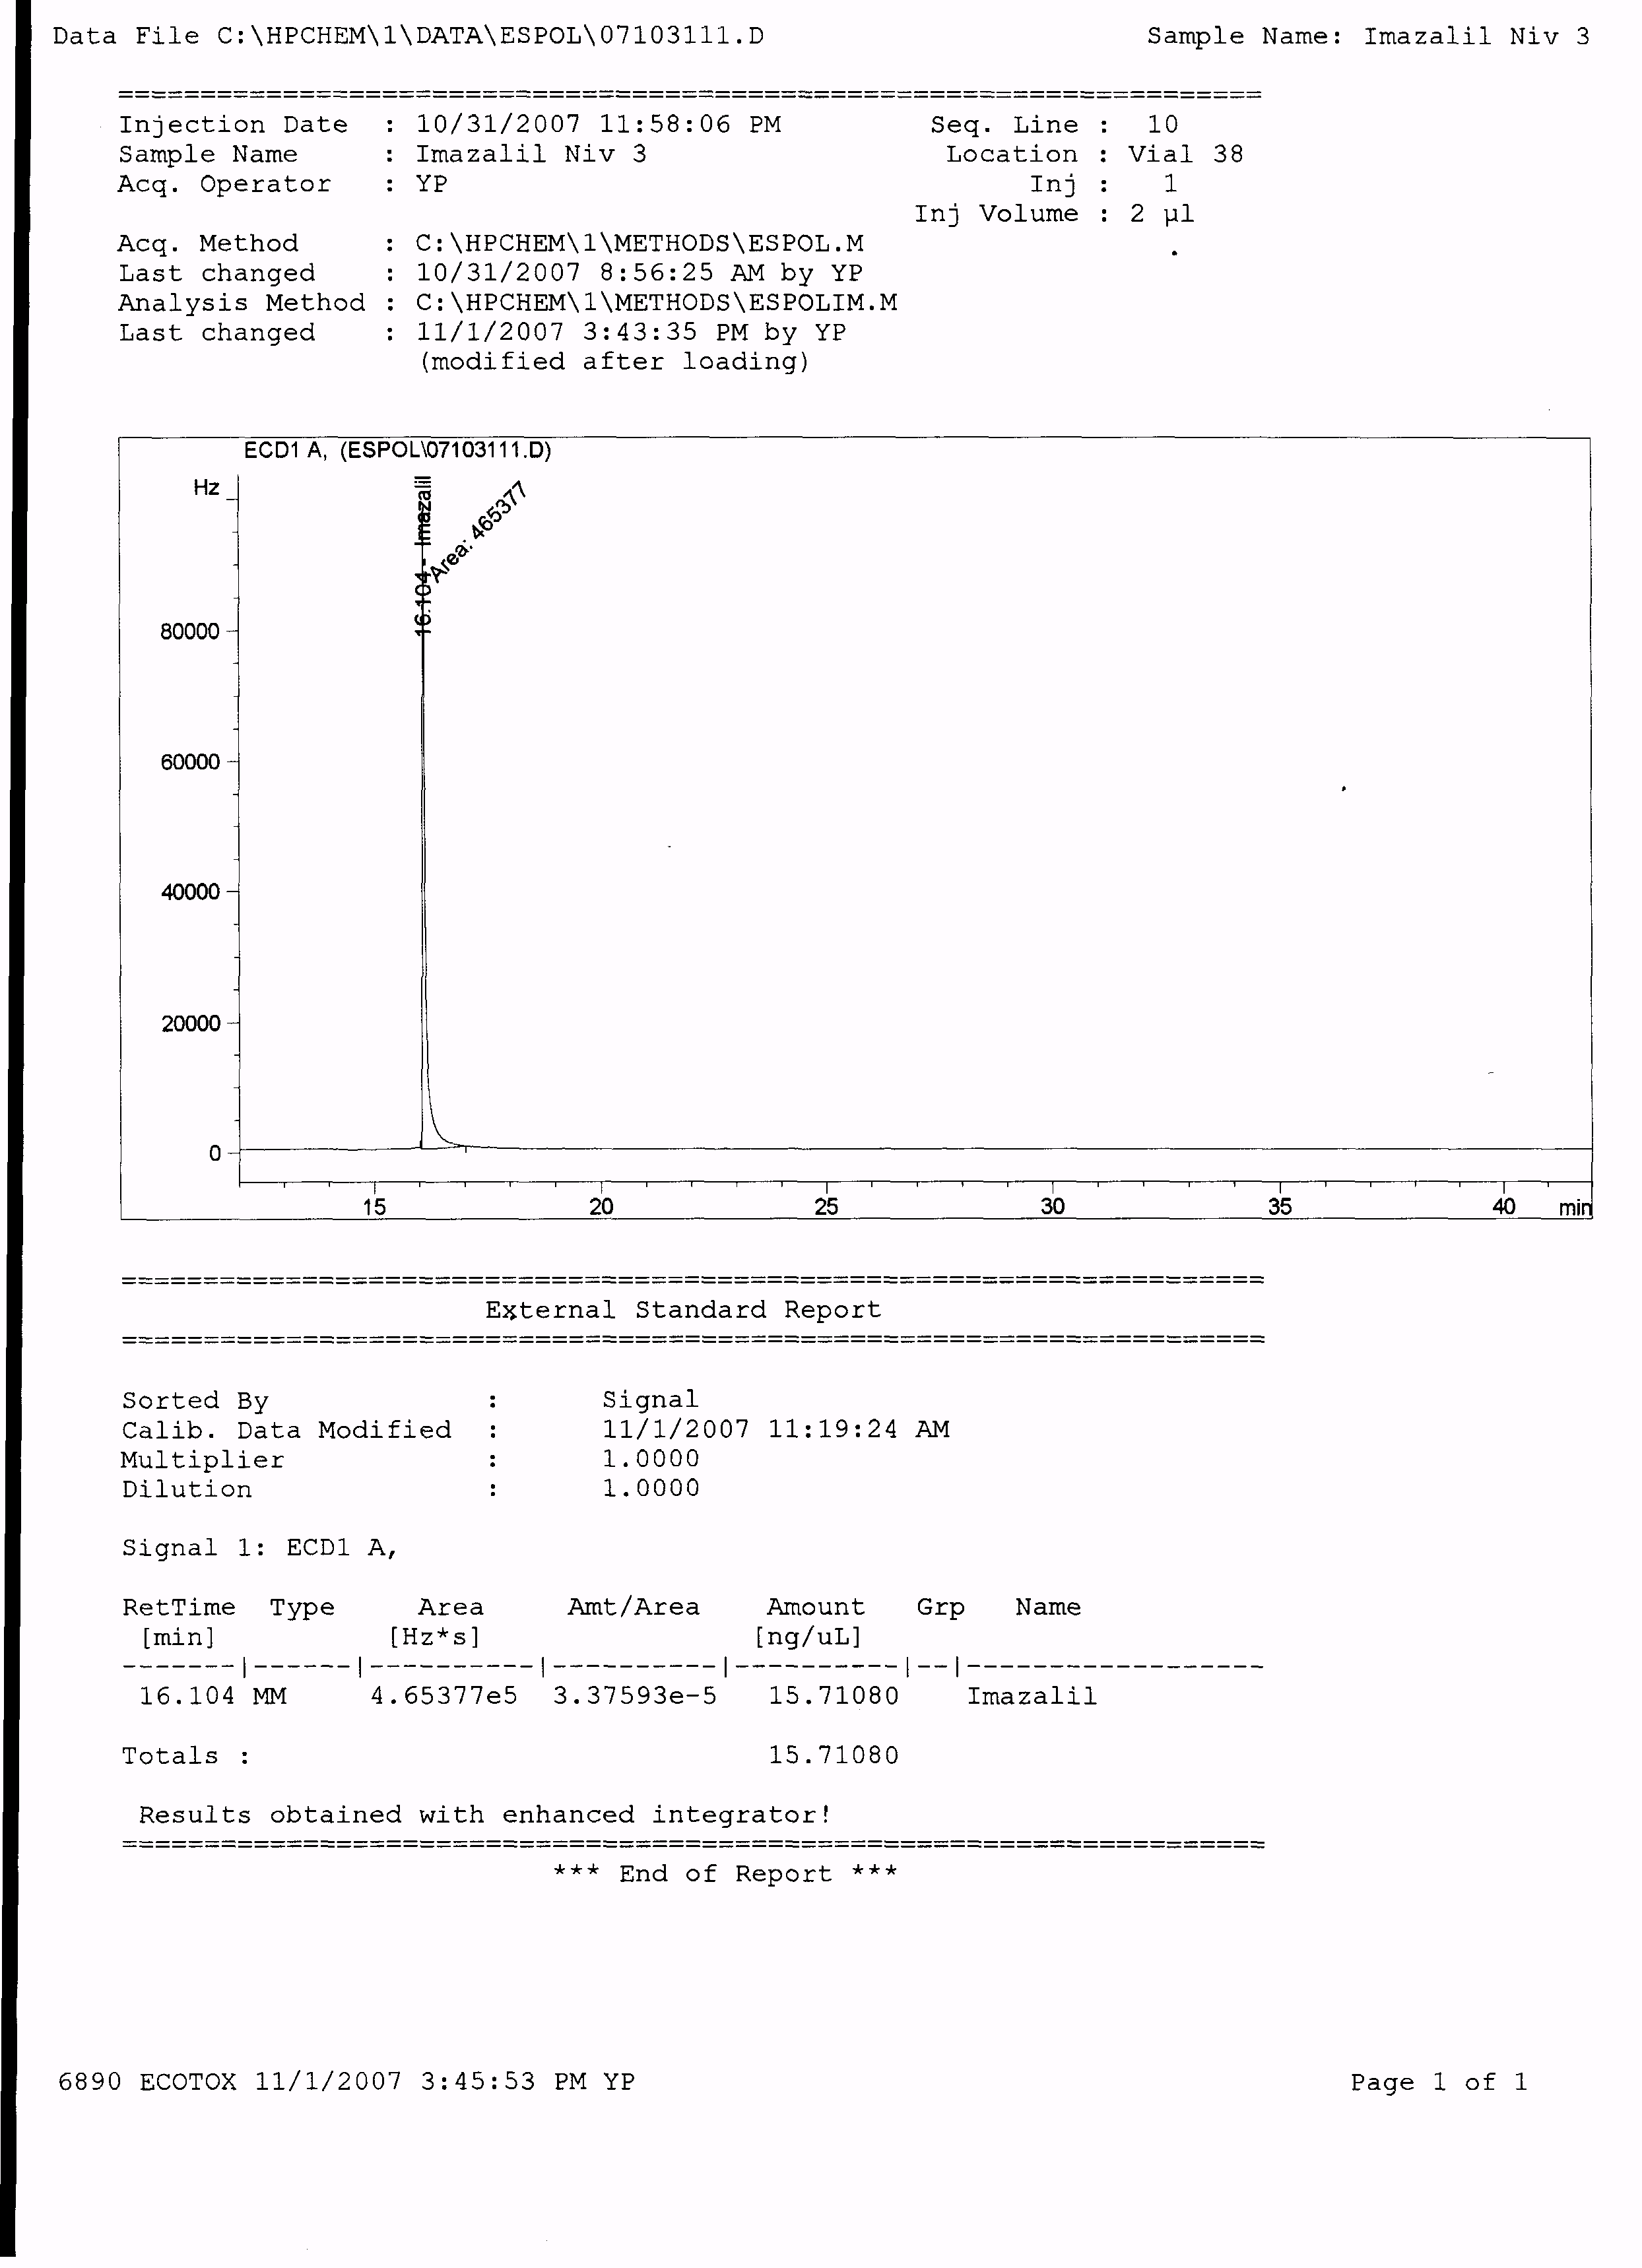 Data File C:\HPCHEM\1\DATA\ESPOL\07103111.D Sample Name: Imazalil Niv 3
=====================================================================
Injection Date : 10/31/2007 11:58:06 PM Seq. Line : 10
Sample Name : Imazalil Niv 3 Location : Vial 38
Acq. Operator : YP Inj : 1
Inj Volume : 2 µl
Acq. Method : C:\HPCHEM\1\METHODS\ESPOL.M
Last changed : 10/31/2007 8:56:25 AM by YP
Analysis Method : C:\HPCHEM\1\METHODS\ESPOLIM.M
Last changed : 11/1/2007 3:43:35 PM by YP
(modified after loading)
ECD1 A, (ESPOL\07103111.D)
Hz
16.104 - Imazalil
Area: 465377
80000
60000
40000
20000
0
15 20 25 30 35 40 min
=====================================================================
External Standard Report
=====================================================================
Sorted By : Signal
Calib. Data Modified : 11/1/2007 11:19:24 AM
Multiplier : 1.0000
Dilution : 1.0000
Signal 1: ECD1 A,
RetTime Type Area Amt/Area Amount Grp Name
[min] [Hz*s] [ng/uL]
-------|------|----------|----------|----------|--|------------------
16.104 MM 4.65377e5 3.37593e-5 15.71080 Imazalil
Totals : 15.71080
Results obtained with enhanced integrator!
=====================================================================
*** End of Report ***
6890 ECOTOX 11/1/2007 3:45:53 PM YP Page 1 of 1